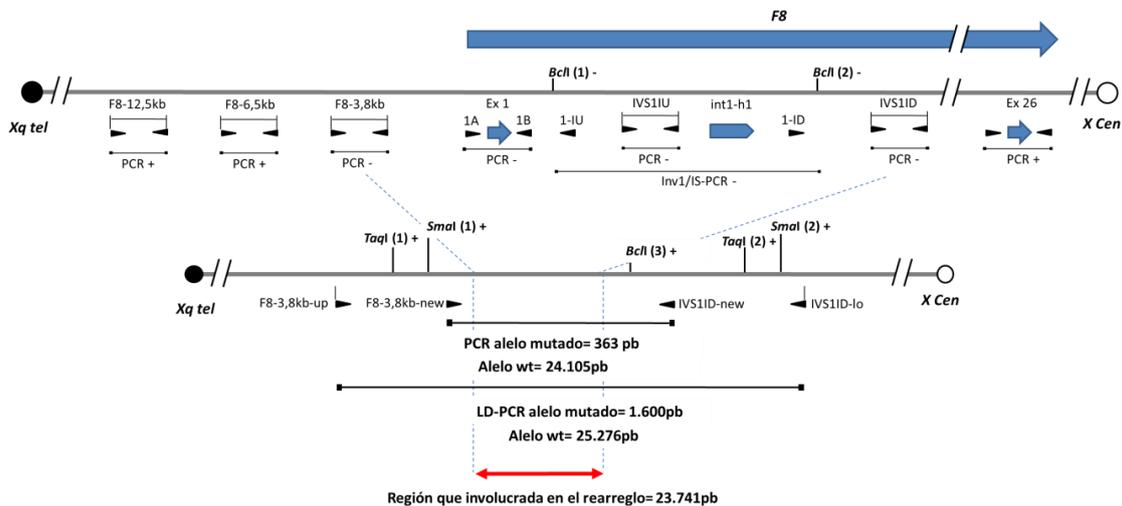 F8
BclI (1) -
BclI (2) -
F8-12,5kb
F8-6,5kb
F8-3,8kb
Ex 1
IVS1IU
int1-h1
IVS1ID
Ex 26
1A
1B
1-IU
1-ID
Xq tel
X Cen
PCR +
PCR +
PCR -
PCR -
PCR -
PCR -
PCR +
Inv1/IS-PCR -
TaqI (1) +
SmaI (1) +
BclI (3) +
TaqI (2) +
SmaI (2) +
Xq tel
F8-3,8kb-up
F8-3,8kb-new
IVS1ID-new
IVS1ID-lo
X Cen
PCR alelo mutado= 363 pb
Alelo wt= 24.105pb
LD-PCR alelo mutado= 1.600pb
Alelo wt= 25.276pb
Región que involucrada en el rearreglo= 23.741pb